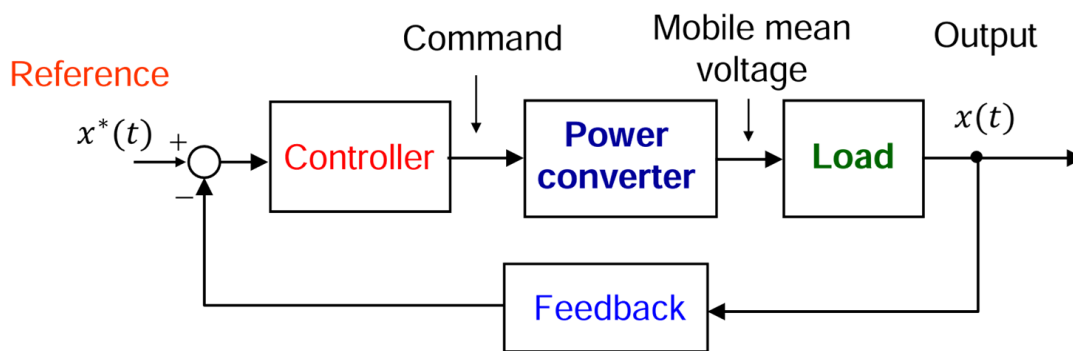 Command
Mobile mean
voltage
Output
Reference
x*(t)
+
−
Controller
Power
converter
Load
x(t)
Feedback